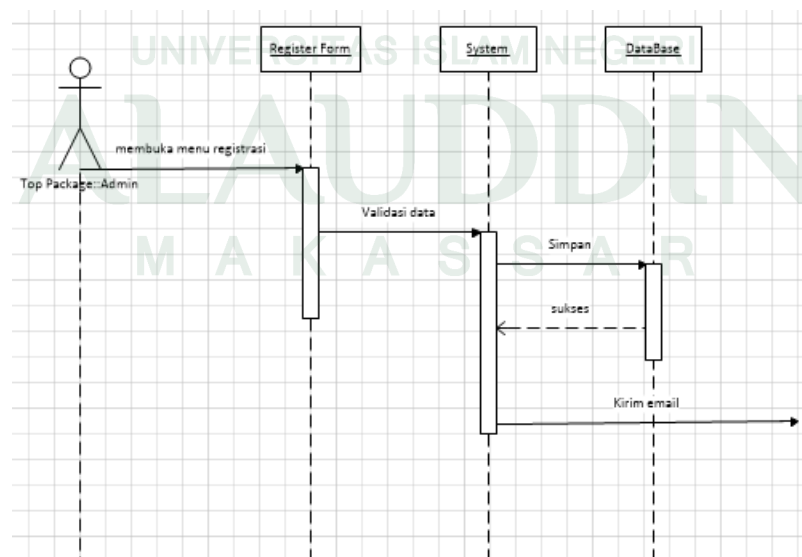 UNIVERSITAS ISLAM NEGERI
ALAUDDIN
MAKASSAR
Register Form
System
DataBase
membuka menu registrasi
Top Package::Admin
Validasi data
Simpan
sukses
Kirim email